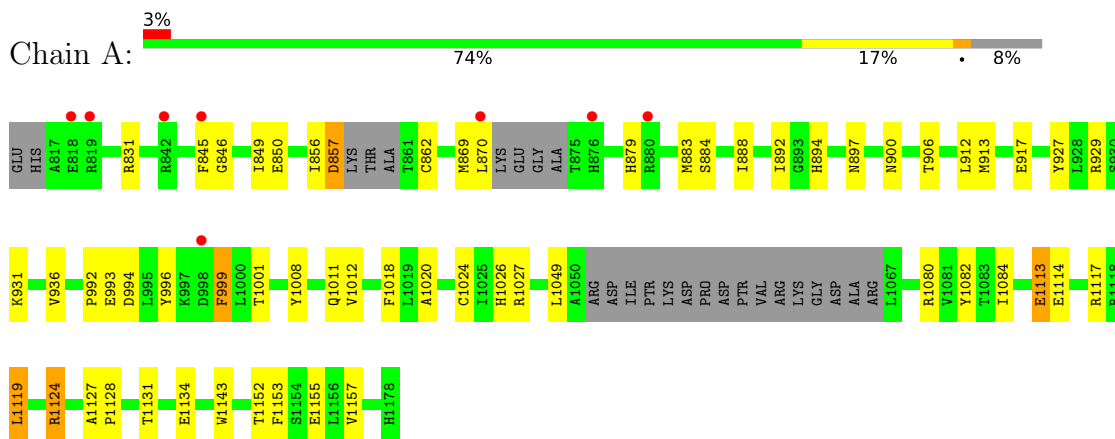 3%
Chain A:
74% 17% • 8%
GLU HIS A817 E818 R819 R831 R842 F845 G846 I849 E850 I856 D857 LYS THR ALA T861 C862 M869 L870 LYS GLU GLY ALA T875 H876 H879 R880 M883 S884 I888 I892 G893 H894 N897 N900 T906 L912 M913 E917 Y927 L928 R929 S930
K931 V936 P992 E993 D994 L995 Y996 K997 D998 F999 L1000 T1001 Y1008 Q1011 V1012 F1018 L1019 A1020 C1024 I1025 H1026 R1027 L1049 A1050 ARG ASP ILE PTR LYS ASP PRO ASP PTR VAL ARG LYS GLY ASP ALA ARG L1067 R1080 V1081 Y1082 T1083 I1084 E1113 E1114 R1117 R1118
L1119 R1124 A1127 P1128 T1131 E1134 W1143 T1152 F1153 S1154 E1155 L1156 V1157 H1178